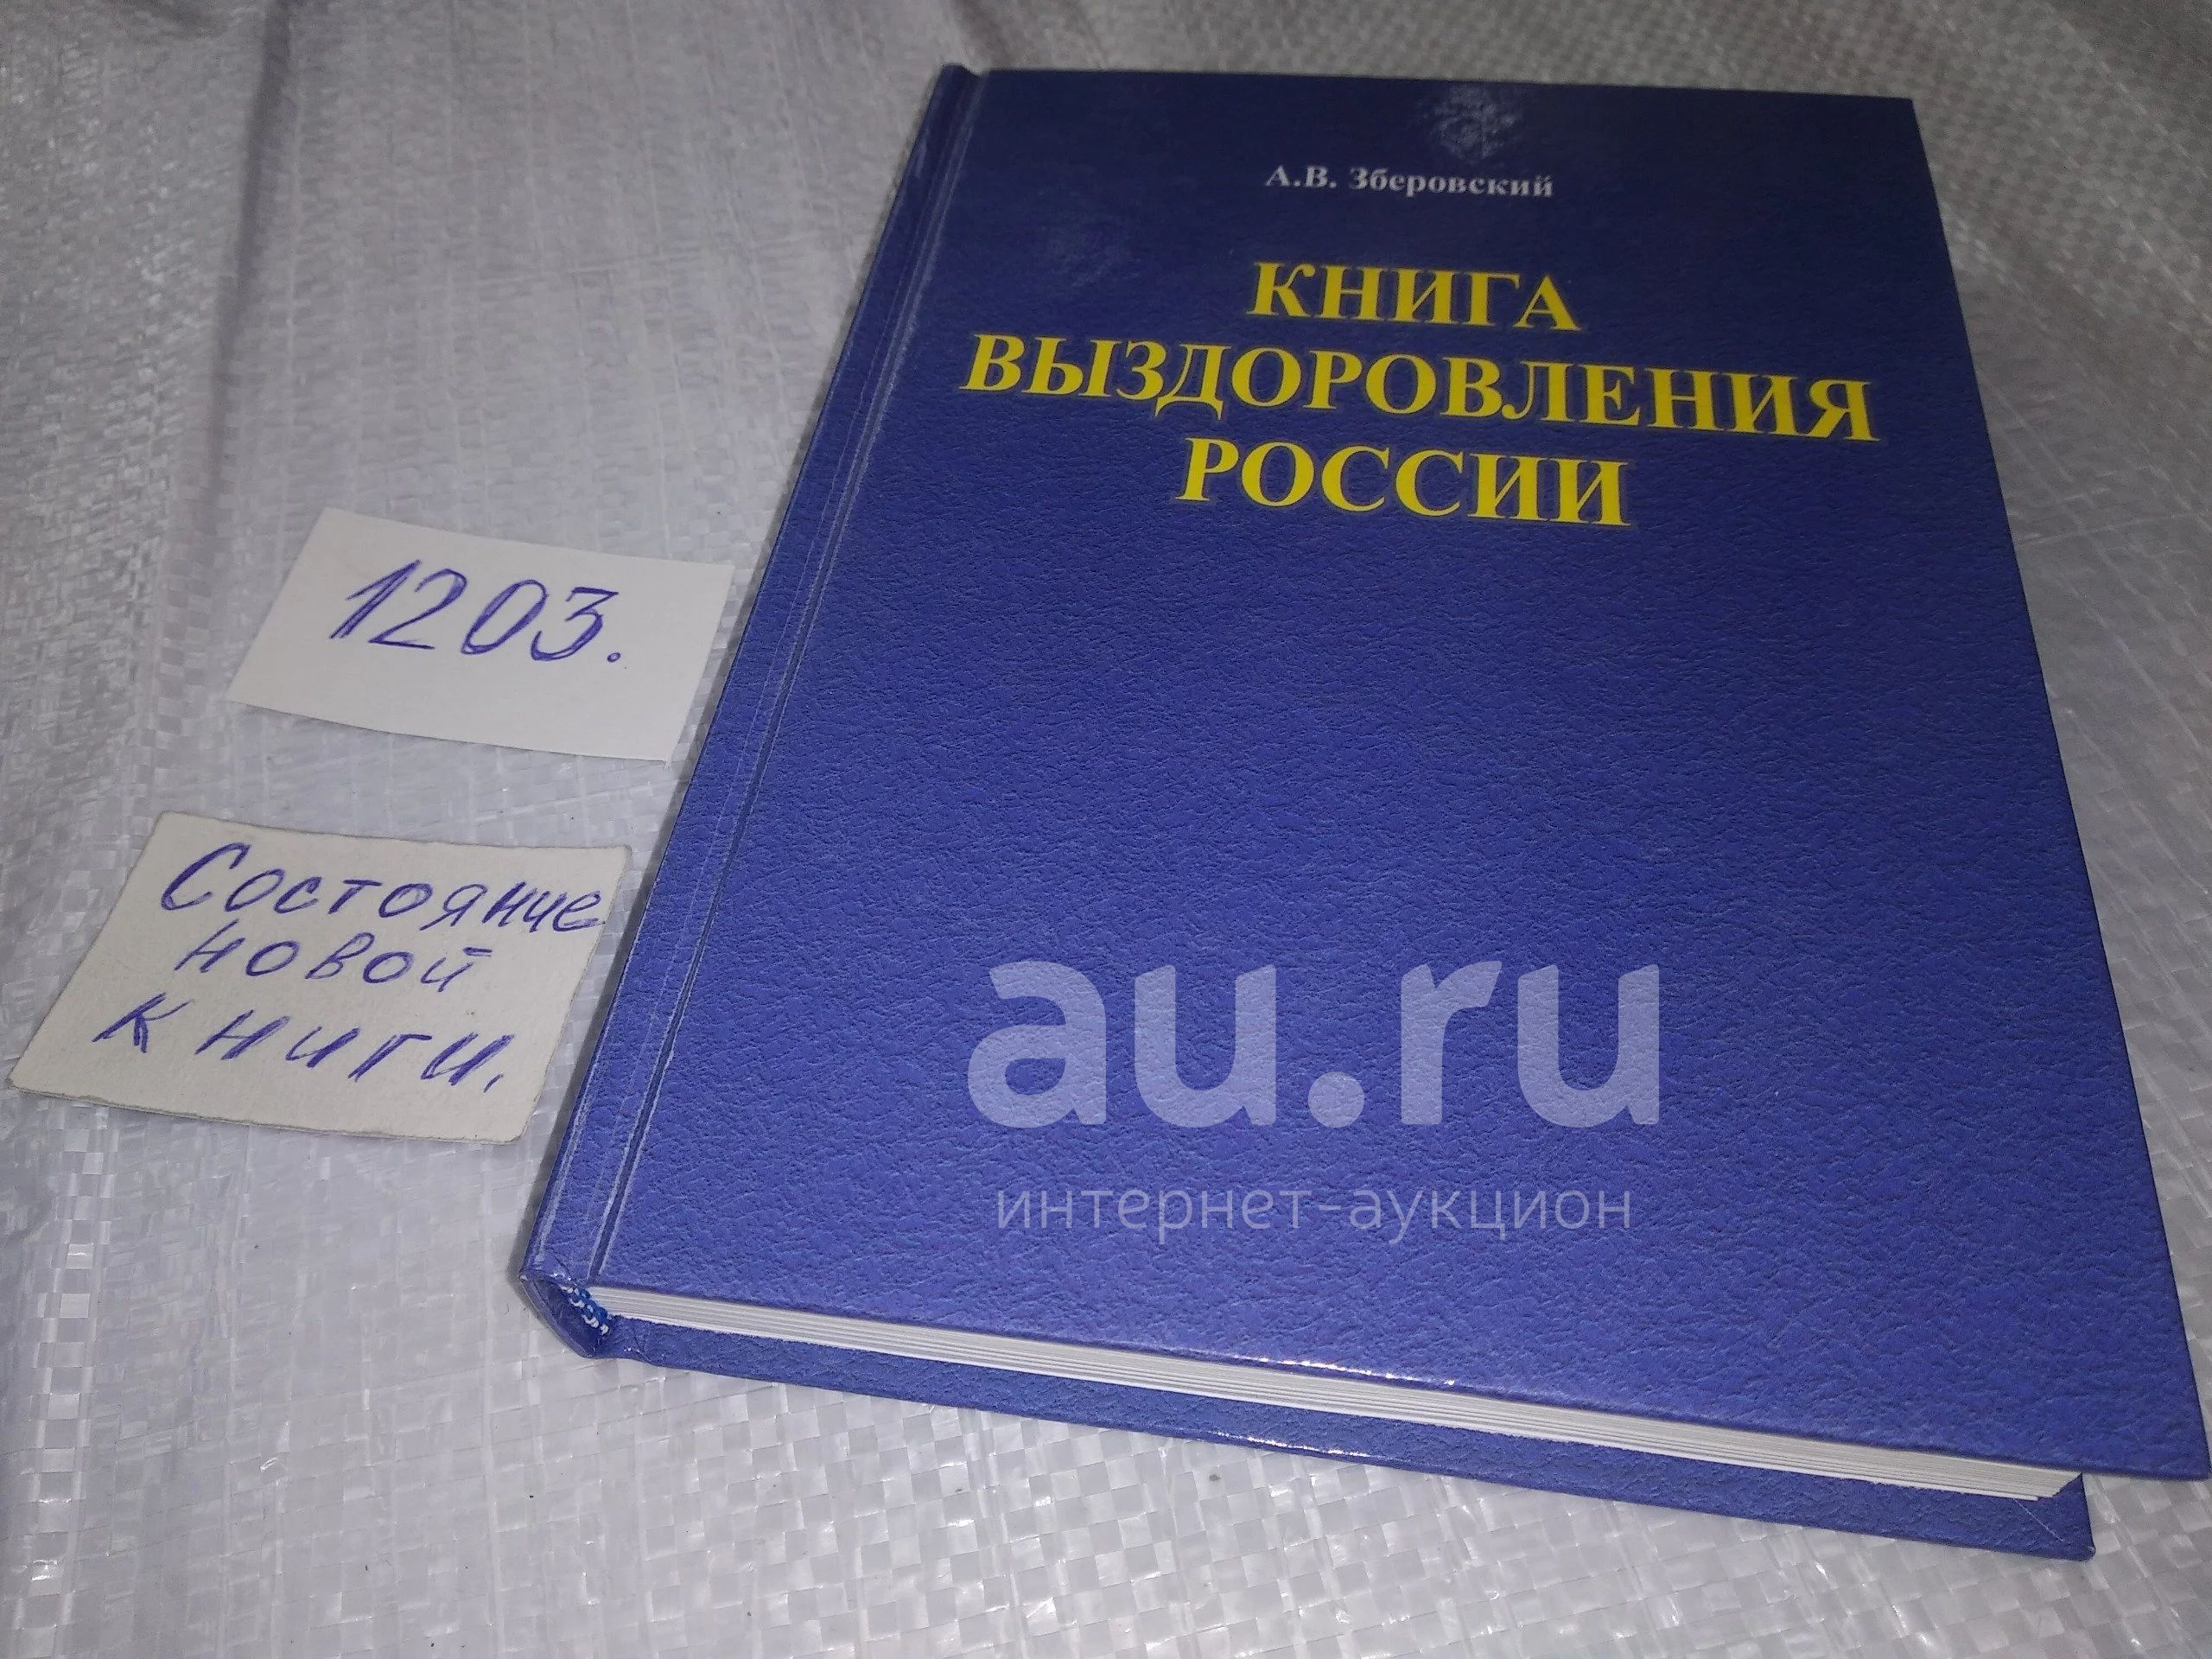 А.В. Зберовский
КНИГА
ВЫЗДОРОВЛЕНИЯ
РОССИИ
1203.
Состояние
новой
книги.
au.ru
интернет-аукцион